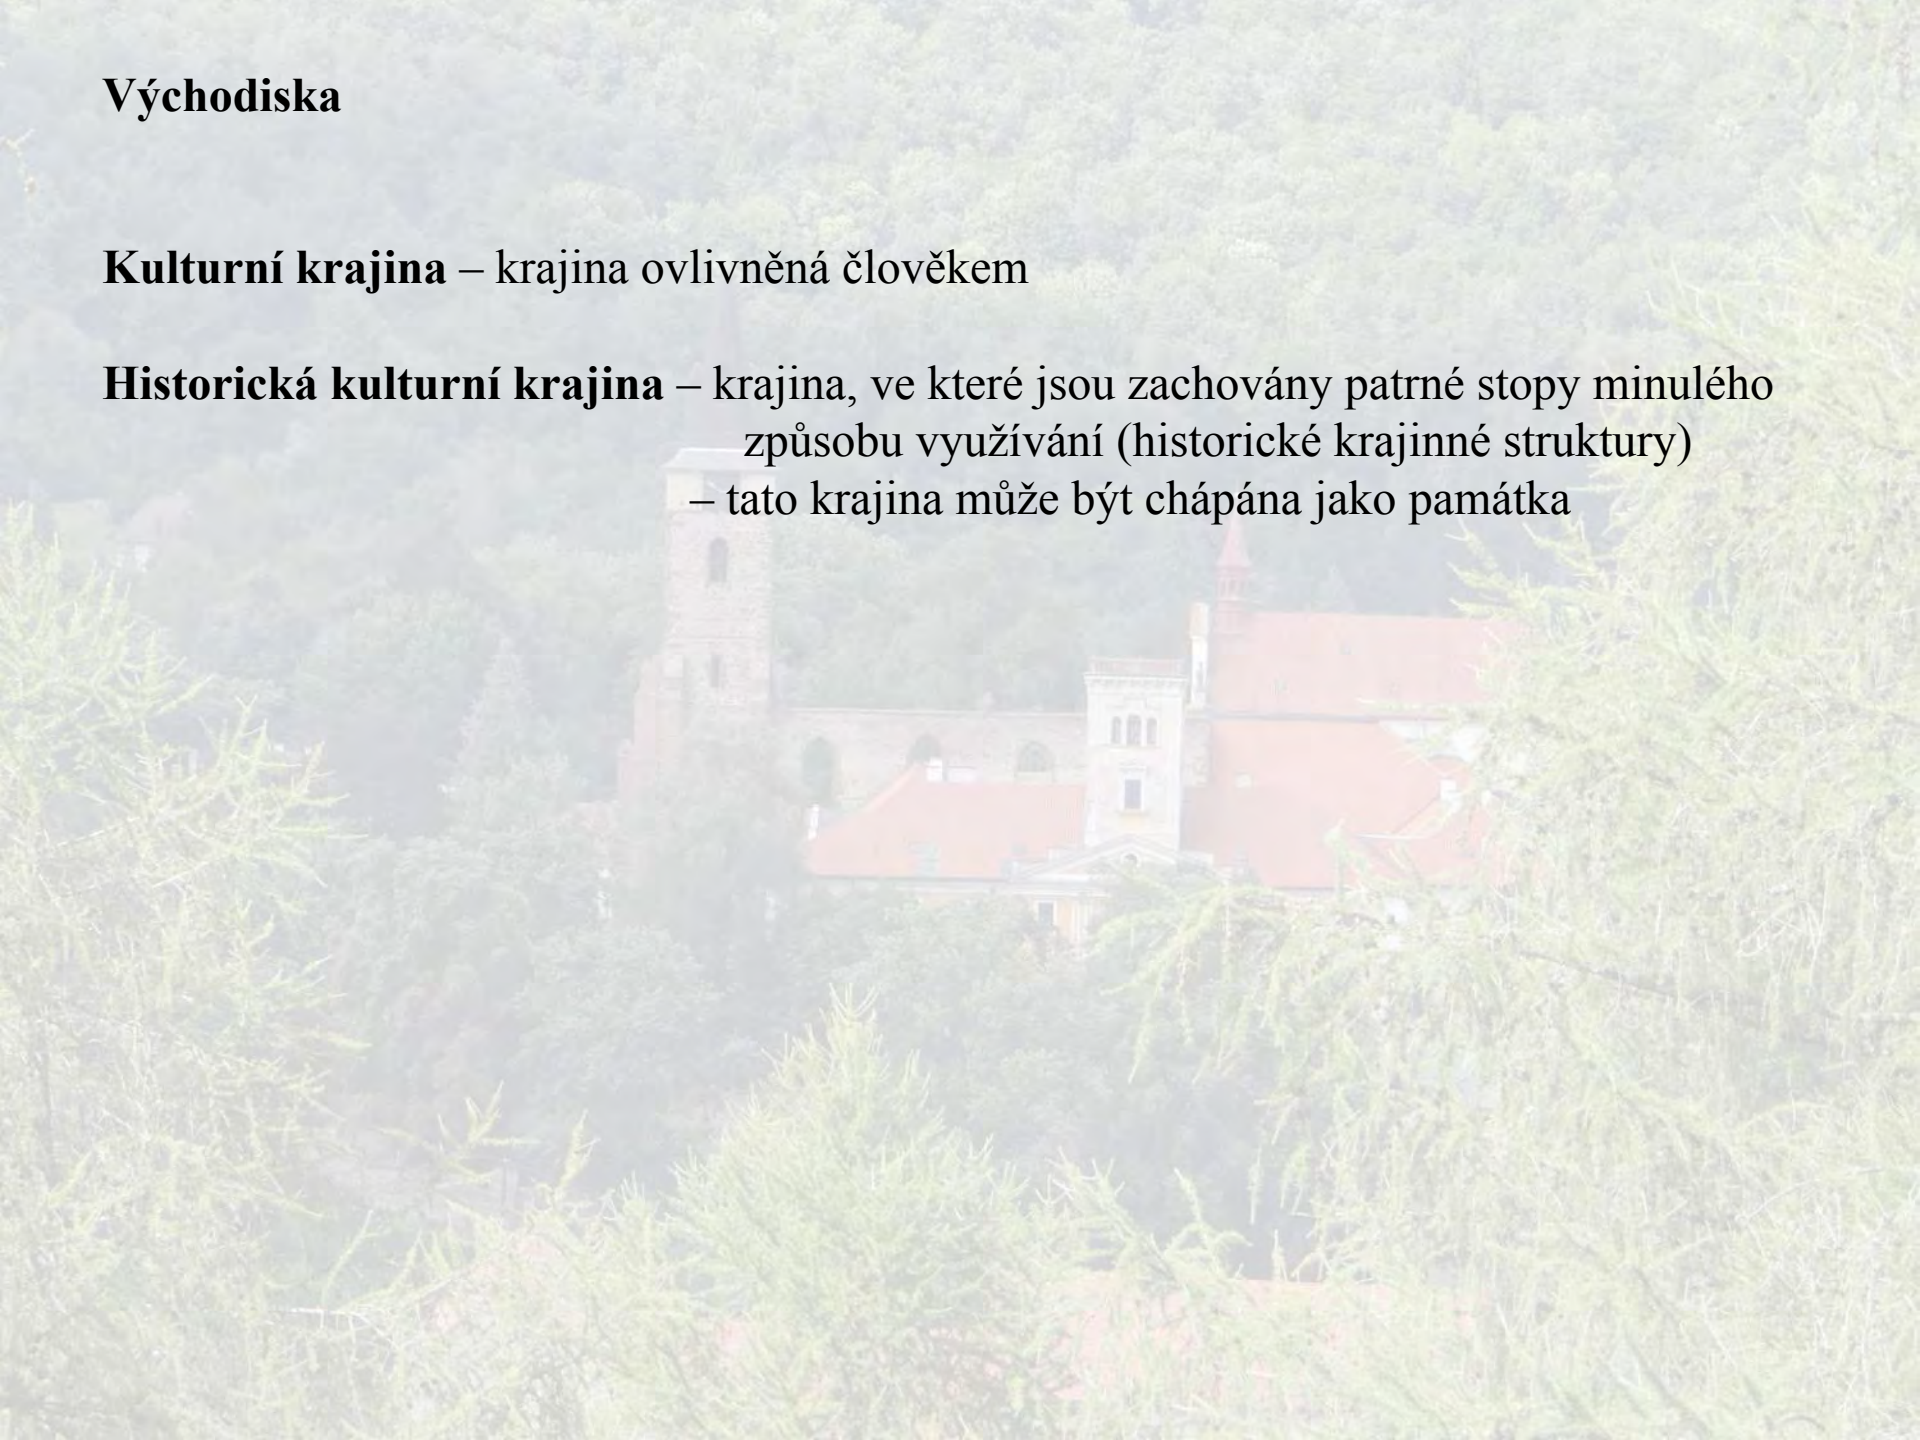 Východiska
Kulturní krajina – krajina ovlivněná člověkem
Historická kulturní krajina – krajina, ve které jsou zachovány patrné stopy minulého
způsobu využívání (historické krajinné struktury)
– tato krajina může být chápána jako památka